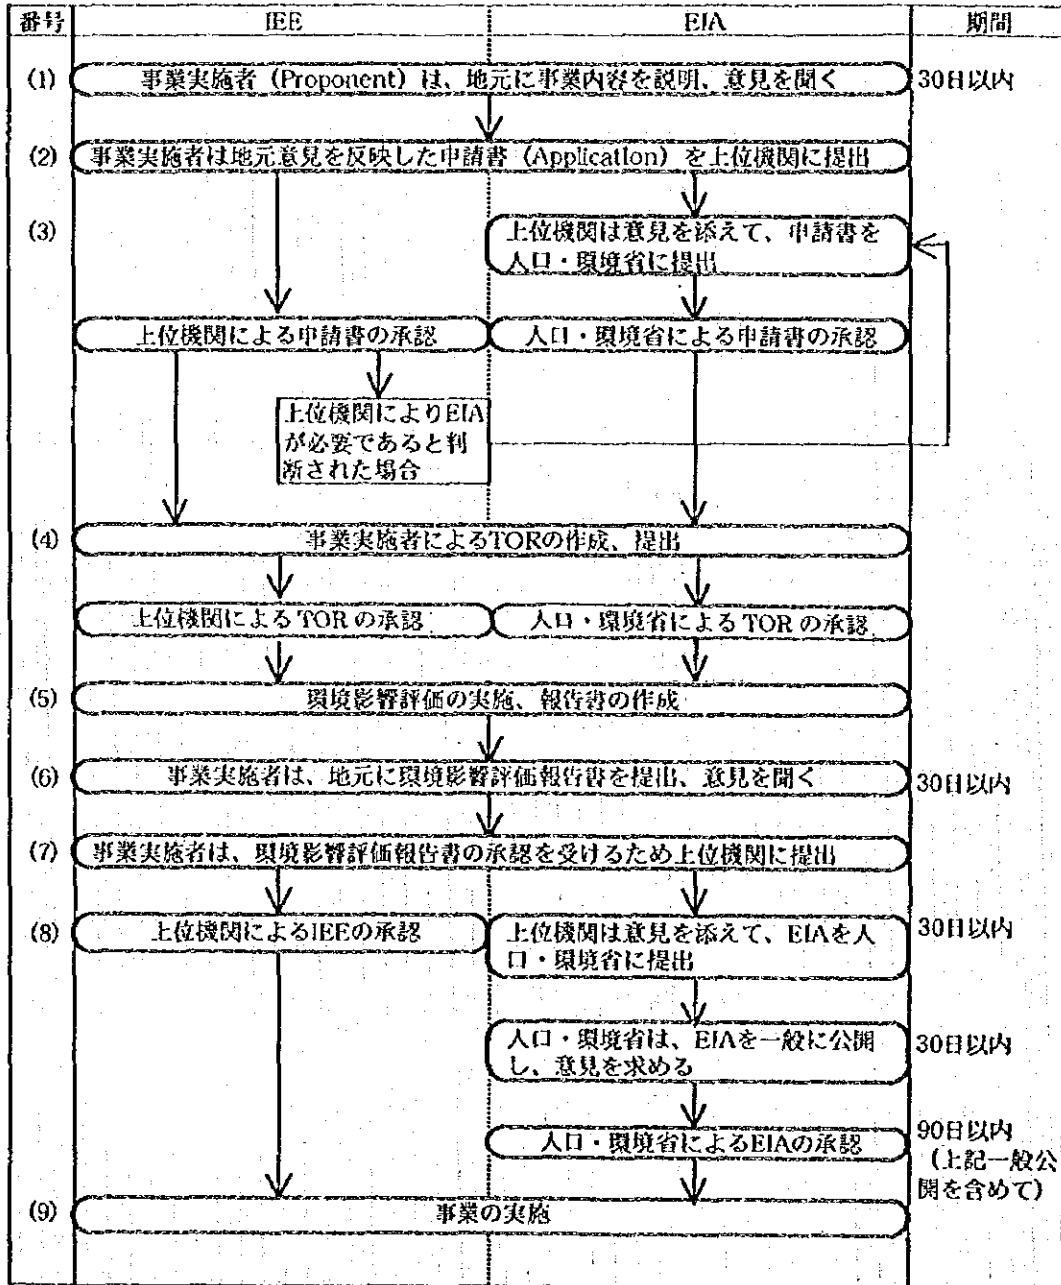 番号 IEE EIA 期間
(1) 事業実施者（Proponent）は、地元に事業内容を説明、意見を聞く 30日以内
(2) 事業実施者は地元意見を反映した申請書（Application）を上位機関に提出
(3) 上位機関は意見を添えて、申請書を
人口・環境省に提出
上位機関による申請書の承認 人口・環境省による申請書の承認
上位機関によりEIA
が必要であると判
断された場合
(4) 事業実施者によるTORの作成、提出
上位機関による TOR の承認 人口・環境省による TOR の承認
(5) 環境影響評価の実施、報告書の作成
(6) 事業実施者は、地元に環境影響評価報告書を提出、意見を聞く 30日以内
(7) 事業実施者は、環境影響評価報告書の承認を受けるため上位機関に提出
(8) 上位機関によるIEEの承認 上位機関は意見を添えて、EIAを人 30日以内
口・環境省に提出
人口・環境省は、EIAを一般に公開 30日以内
し、意見を求める
人口・環境省によるEIAの承認 90日以内
（上記一般公
開を含めて）
(9) 事業の実施